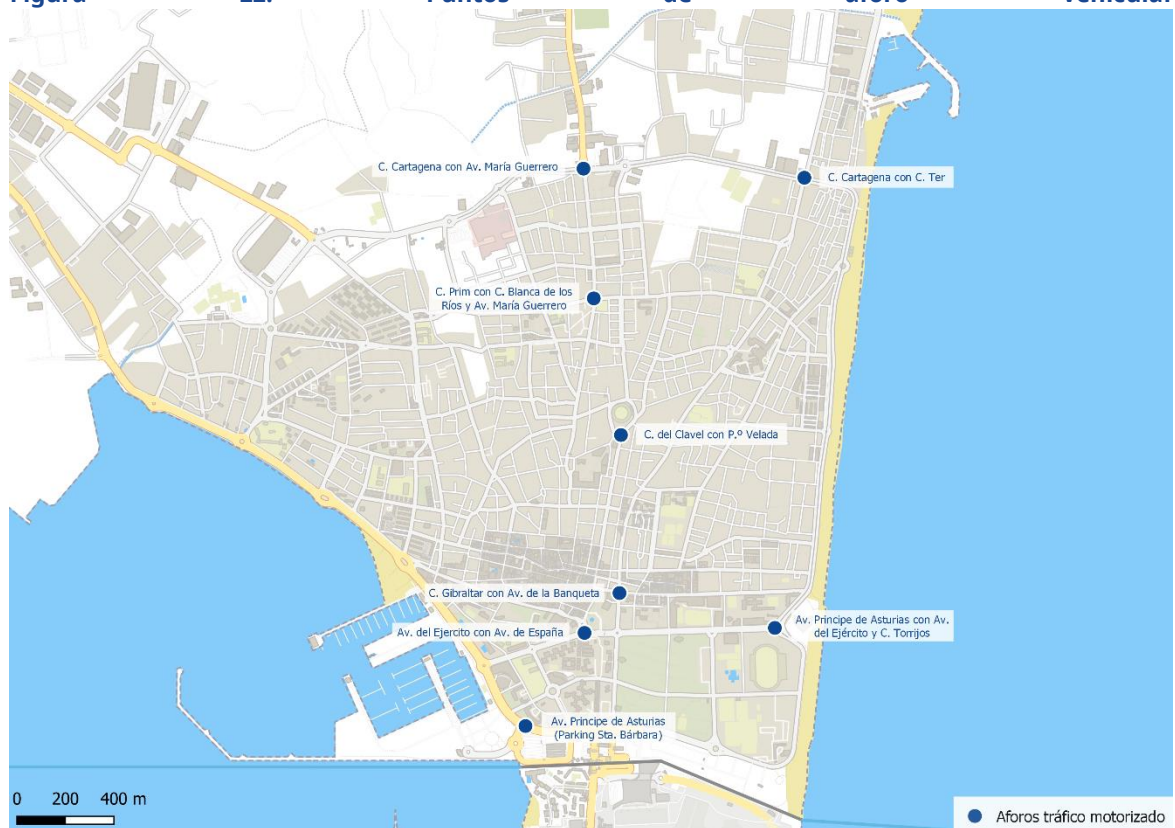 Figura 22. Puntos de aforo vehicular
C. Cartagena con Av. María Guerrero
C. Cartagena con C. Ter
C. Prim con C. Blanca de los
Ríos y Av. María Guerrero
C. del Clavel con P.º Velada
C. Gibraltar con Av. de la Banqueta
Av. del Ejercito con Av. de España
Av. Principe de Asturias con Av.
del Ejército y C. Torrijos
Av. Principe de Asturias
(Parking Sta. Bárbara)
0 200 400 m
Aforos tráfico motorizado